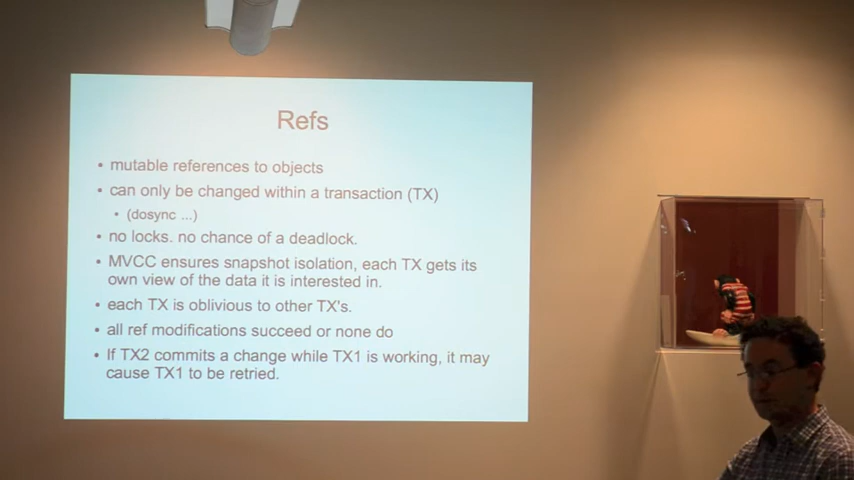 Refs
• mutable references to objects
• can only be changed within a transaction (TX)
• (dosync ...)
• no locks. no chance of a deadlock.
• MVCC ensures snapshot isolation, each TX gets its
own view of the data it is interested in.
• each TX is oblivious to other TX's.
• all ref modifications succeed or none do
• If TX2 commits a change while TX1 is working, it may
cause TX1 to be retried.